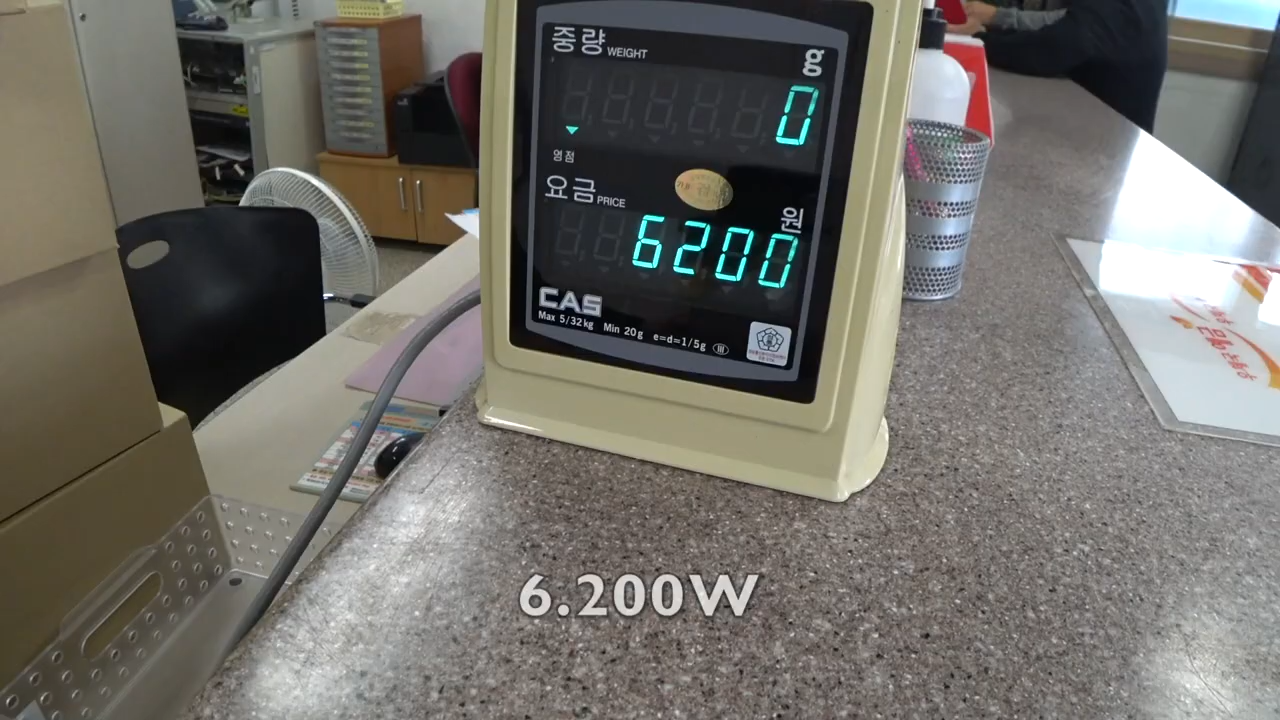 중량 WEIGHT g
0
영점
요금 PRICE 원
6200
CAS
Max 5/32kg Min 20g e=d=1/5g III
6.200W